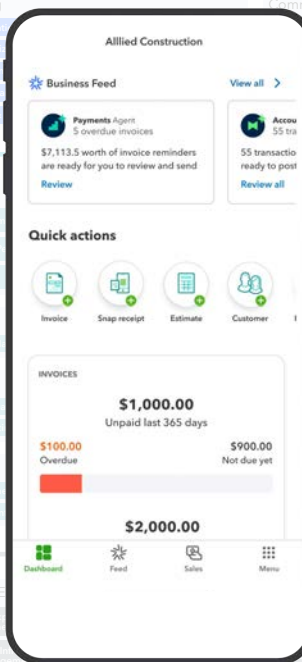 Alllied Construction
Business Feed
View all
Payments Agent
5 overdue invoices
$7,113.5 worth of invoice reminders
are ready for you to review and send
Review
55 transactio
ready to post
Review all
Quick actions
Invoice
Snap receipt
Estimate
Customer
INVOICES
$1,000.00
Unpaid last 365 days
$100.00
$900.00
Overdue
Not due yet
$2,000.00
Dashboard
Feed
Sales
Menu